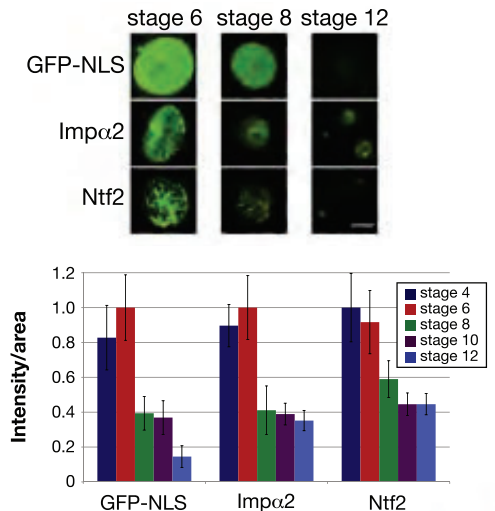 stage 6 stage 8 stage 12
GFP-NLS
Impα2
Ntf2
Intensity/area
1.2
1.0
0.8
0.6
0.4
0.2
0
stage 4
stage 6
stage 8
stage 10
stage 12
GFP-NLS Impα2 Ntf2